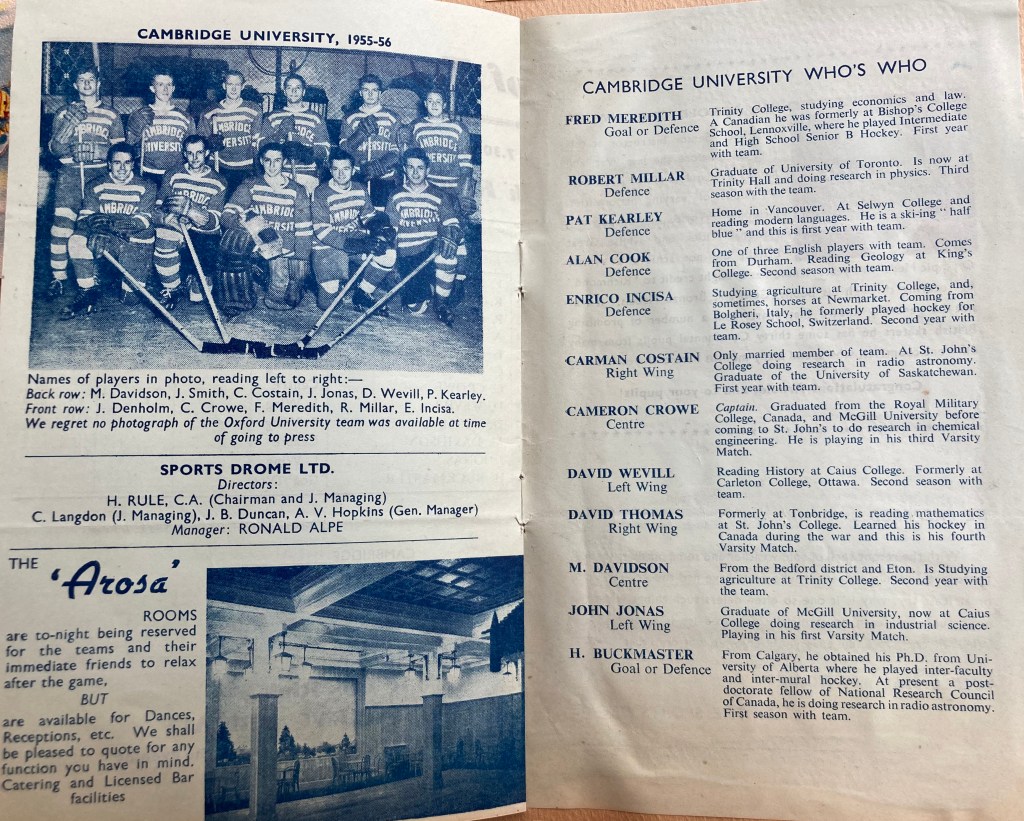 CAMBRIDGE UNIVERSITY, 1955-56
Names of players in photo, reading left to right:—
Back row: M. Davidson, J. Smith, C. Costain, J. Jonas, D. Wevill, P. Kearley.
Front row: J. Denholm, C. Crowe, F. Meredith, R. Millar, E. Incisa.
We regret no photograph of the Oxford University team was available at time
of going to press
SPORTS DROME LTD.
Directors:
H. RULE, C.A. (Chairman and J. Managing)
C. Langdon (J. Managing), J. B. Duncan, A. V. Hopkins (Gen. Manager)
Manager: RONALD ALPE
THE 'Arosa'
ROOMS
are to-night being reserved
for the teams and their
immediate friends to relax
after the game,
BUT
are available for Dances,
Receptions, etc. We shall
be pleased to quote for any
function you have in mind.
Catering and Licensed Bar
facilities
CAMBRIDGE UNIVERSITY WHO'S WHO
FRED MEREDITH
Goal or Defence
Trinity College, studying economics and law.
A Canadian he was formerly at Bishop's College
School, Lennoxville, where he played Intermediate
and High School Senior B Hockey. First year
with team.
ROBERT MILLAR
Defence
Graduate of University of Toronto. Is now at
Trinity Hall and doing research in physics. Third
season with the team.
PAT KEARLEY
Defence
Home in Vancouver. At Selwyn College and
reading modern languages. He is a ski-ing " half
blue " and this is first year with team.
ALAN COOK
Defence
One of three English players with team. Comes
from Durham. Reading Geology at King's
College. Second season with team.
ENRICO INCISA
Defence
Studying agriculture at Trinity College, and,
sometimes, horses at Newmarket. Coming from
Bolgheri, Italy, he formerly played hockey for
Le Rosey School, Switzerland. Second year with
team.
CARMAN COSTAIN
Right Wing
Only married member of team. At St. John's
College doing research in radio astronomy.
Graduate of the University of Saskatchewan.
First year with team.
CAMERON CROWE
Centre
Captain. Graduated from the Royal Military
College, Canada, and McGill University before
coming to St. John's to do research in chemical
engineering. He is playing in his third Varsity
Match.
DAVID WEVILL
Left Wing
Reading History at Caius College. Formerly at
Carleton College, Ottawa. Second season with
team.
DAVID THOMAS
Right Wing
Formerly at Tonbridge, is reading mathematics
at St. John's College. Learned his hockey in
Canada during the war and this is his fourth
Varsity Match.
M. DAVIDSON
Centre
From the Bedford district and Eton. Is Studying
agriculture at Trinity College. Second year with
the team.
JOHN JONAS
Left Wing
Graduate of McGill University, now at Caius
College doing research in industrial science.
Playing in his first Varsity Match.
H. BUCKMASTER
Goal or Defence
From Calgary, he obtained his Ph.D. from Uni-
versity of Alberta where he played inter-faculty
and inter-mural hockey. At present a post-
doctorate fellow of National Research Council
of Canada, he is doing research in radio astronomy.
First season with team.